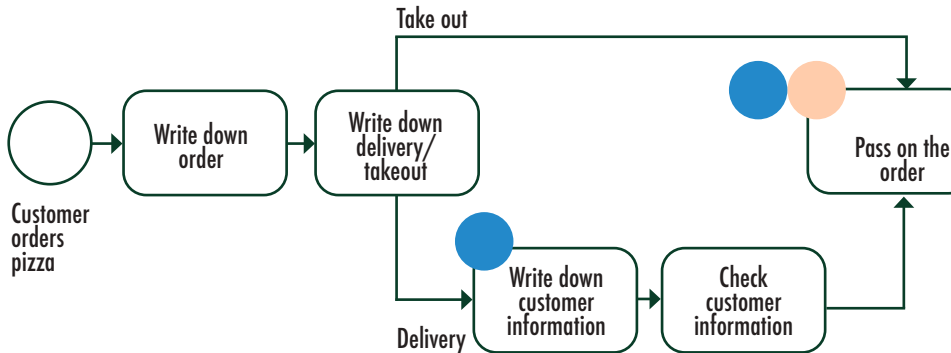 Take out
Write down
order
Write down
delivery/
takeout
Pass on the
order
Customer
orders
pizza
Write down
customer
information
Check
customer
information
Delivery